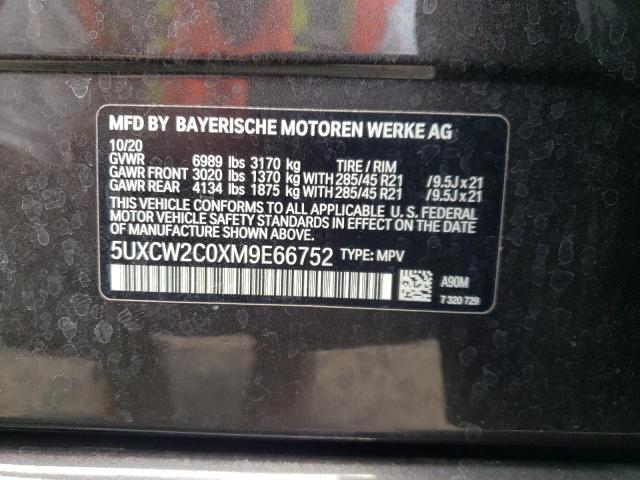 MFD BY BAYERISCHE MOTOREN WERKE AG
10/20
GVWR 6989 lbs 3170 kg TIRE / RIM
GAWR FRONT 3020 lbs 1370 kg WITH 285/45 R21 /9.5J x 21
GAWR REAR 4134 lbs 1875 kg WITH 285/45 R21 /9.5J x 21
THIS VEHICLE CONFORMS TO ALL APPLICABLE U. S. FEDERAL
MOTOR VEHICLE SAFETY STANDARDS IN EFFECT ON THE DATE
OF MANUFACTURE SHOWN ABOVE.
5UXCW2C0XM9E66752 TYPE: MPV
A90M
7 320 729